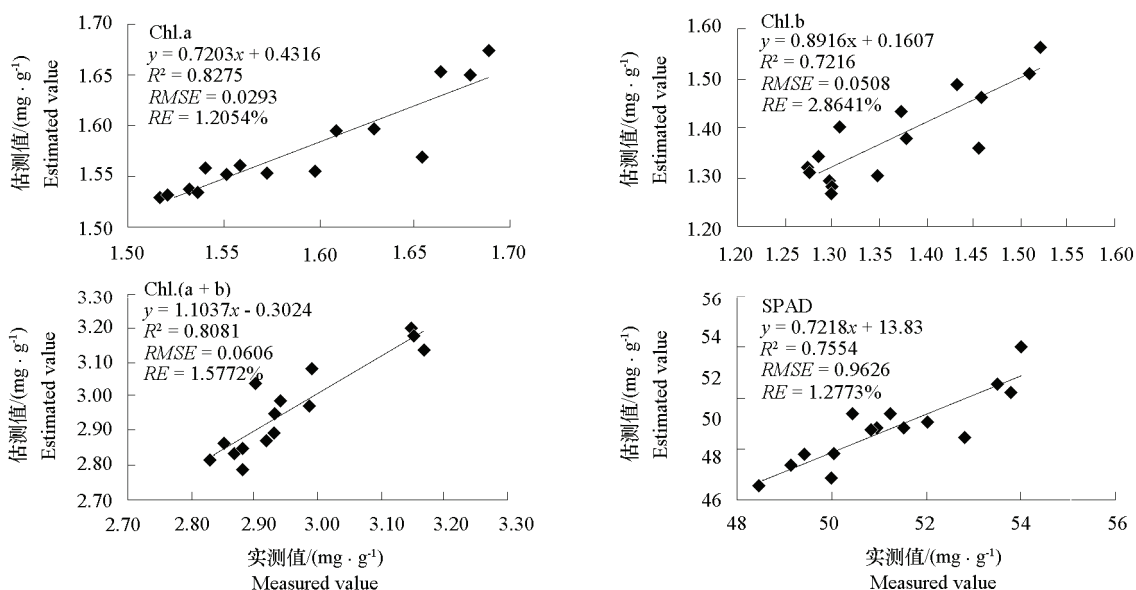 Chl.a
y = 0.7203x + 0.4316
R² = 0.8275
RMSE = 0.0293
RE = 1.2054%
1.70
1.65
1.60
1.55
1.50
估测值/(mg · g⁻¹)
Estimated value
1.50
1.55
1.60
1.65
1.70
Chl.b
y = 0.8916x + 0.1607
R² = 0.7216
RMSE = 0.0508
RE = 2.8641%
1.60
1.50
1.40
1.30
1.20
估测值/(mg · g⁻¹)
Estimated value
1.20
1.25
1.30
1.35
1.40
1.45
1.50
1.55
1.60
Chl.(a + b)
y = 1.1037x - 0.3024
R² = 0.8081
RMSE = 0.0606
RE = 1.5772%
3.30
3.20
3.10
3.00
2.90
2.80
2.70
估测值/(mg · g⁻¹)
Estimated value
2.70
2.80
2.90
3.00
3.10
3.20
3.30
实测值/(mg · g⁻¹)
Measured value
SPAD
y = 0.7218x + 13.83
R² = 0.7554
RMSE = 0.9626
RE = 1.2773%
56
54
52
50
48
46
估测值/(mg · g⁻¹)
Estimated value
48
50
52
54
56
实测值/(mg · g⁻¹)
Measured value